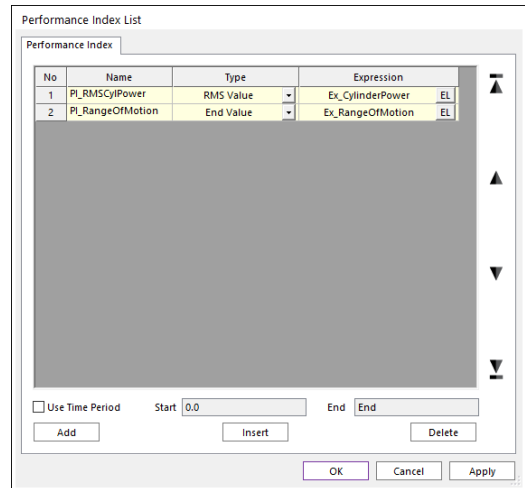 Performance Index List
Performance Index
No Name Type Expression
1 PI_RMSCylPower RMS Value Ex_CylinderPower EL
2 PI_RangeOfMotion End Value Ex_RangeOfMotion EL
Use Time Period Start 0.0 End End
Add Insert Delete
OK Cancel Apply